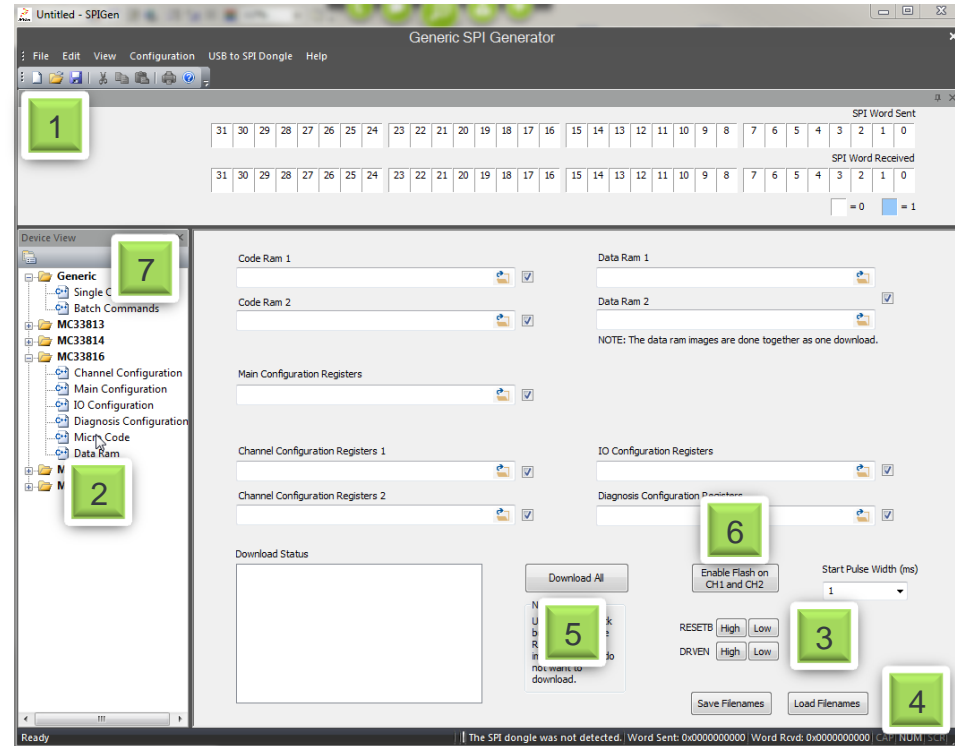 Untitled - SPIGen
Generic SPI Generator
File Edit View Configuration USB to SPI Dongle Help
1
SPI Word Sent
31 30 29 28 27 26 25 24 23 22 21 20 19 18 17 16 15 14 13 12 11 10 9 8 7 6 5 4 3 2 1 0
SPI Word Received
31 30 29 28 27 26 25 24 23 22 21 20 19 18 17 16 15 14 13 12 11 10 9 8 7 6 5 4 3 2 1 0
= 0 = 1
Device View
7
Generic
Single
Batch Commands
MC33813
MC33814
MC33816
Channel Configuration
Main Configuration
IO Configuration
Diagnosis Configuration
Code
Data Ram
M
M
2
Code Ram 1
Data Ram 1
Code Ram 2
Data Ram 2
NOTE: The data ram images are done together as one download.
Main Configuration Registers
Channel Configuration Registers 1
IO Configuration Registers
Channel Configuration Registers 2
Diagnosis Configuration Registers
6
Download Status
Download All
Enable Flash on
CH1 and CH2
Start Pulse Width (ms)
1
5
not want to
download.
RESETB High Low
DRVEN High Low
3
Save Filenames
Load Filenames
4
Ready
The SPI dongle was not detected. Word Sent: 0x0000000000 Word Rcvd: 0x0000000000 CAP NUM SCRL